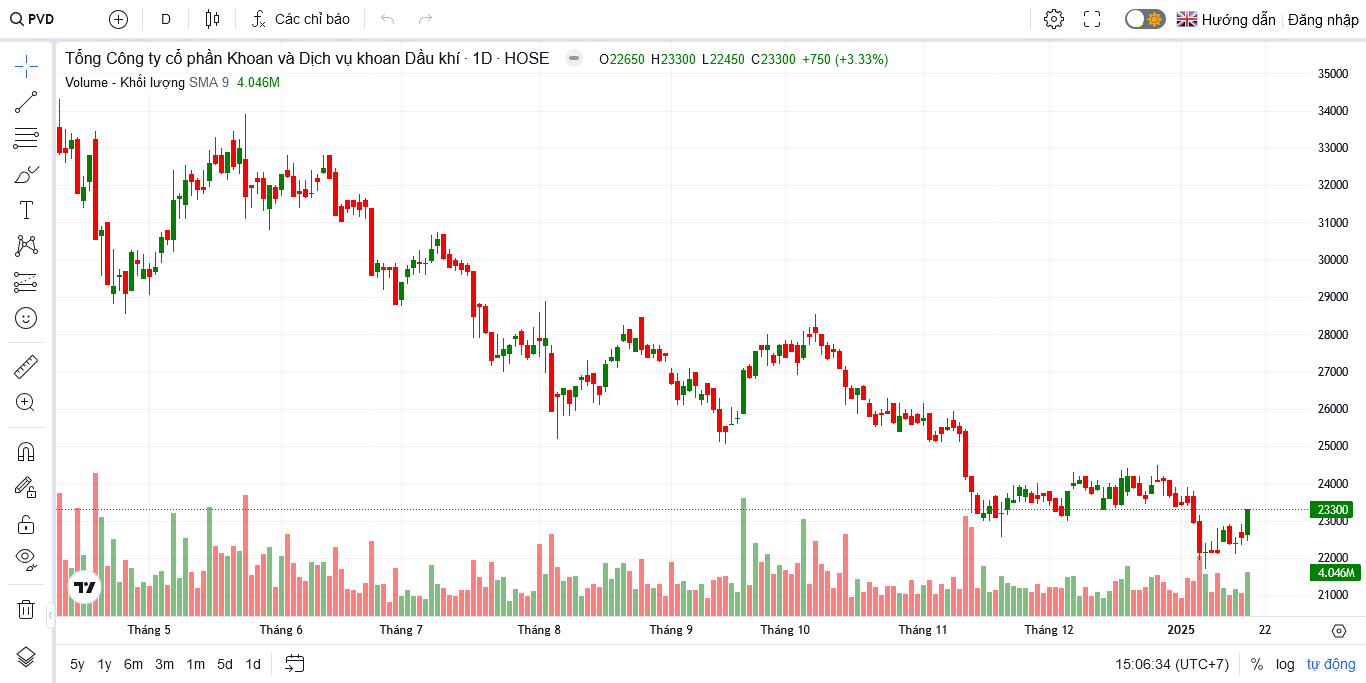 PVD D Các chỉ báo Hướng dẫn Đăng nhập
Tổng Công ty cổ phần Khoan và Dịch vụ khoan Dầu khí · 1D · HOSE O22650 H23300 L22450 C23300 +750 (+3.33%)
Volume - Khối lượng SMA 9 4.046M
35000
34000
33000
32000
31000
30000
29000
28000
27000
26000
25000
24000
23300
23000
22000
4.046M
21000
Tháng 5 Tháng 6 Tháng 7 Tháng 8 Tháng 9 Tháng 10 Tháng 11 Tháng 12 2025 22
5y 1y 6m 3m 1m 5d 1d 15:06:34 (UTC+7) % log tự động